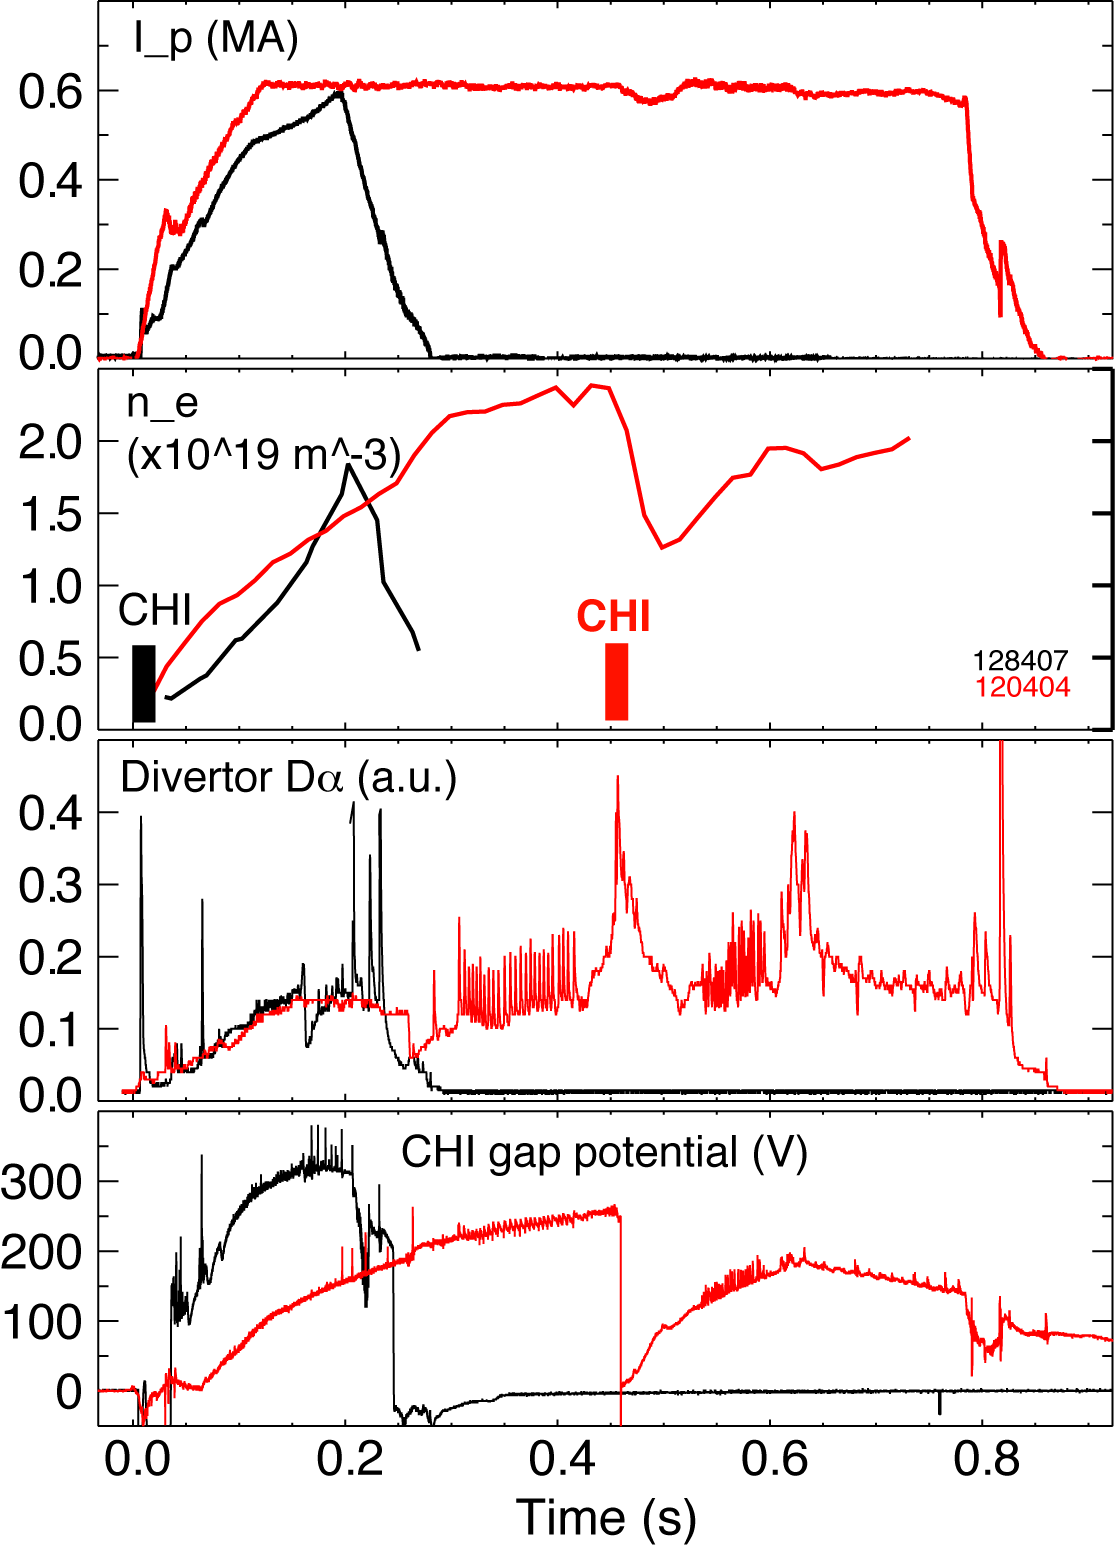 I_p (MA)
0.6
0.4
0.2
0.0
n_e
(x10^19 m^-3)
2.0
1.5
1.0
0.5
0.0
CHI
CHI
128407
120404
Divertor Dα (a.u.)
0.4
0.3
0.2
0.1
0.0
CHI gap potential (V)
300
200
100
0
0.0 0.2 0.4 0.6 0.8
Time (s)